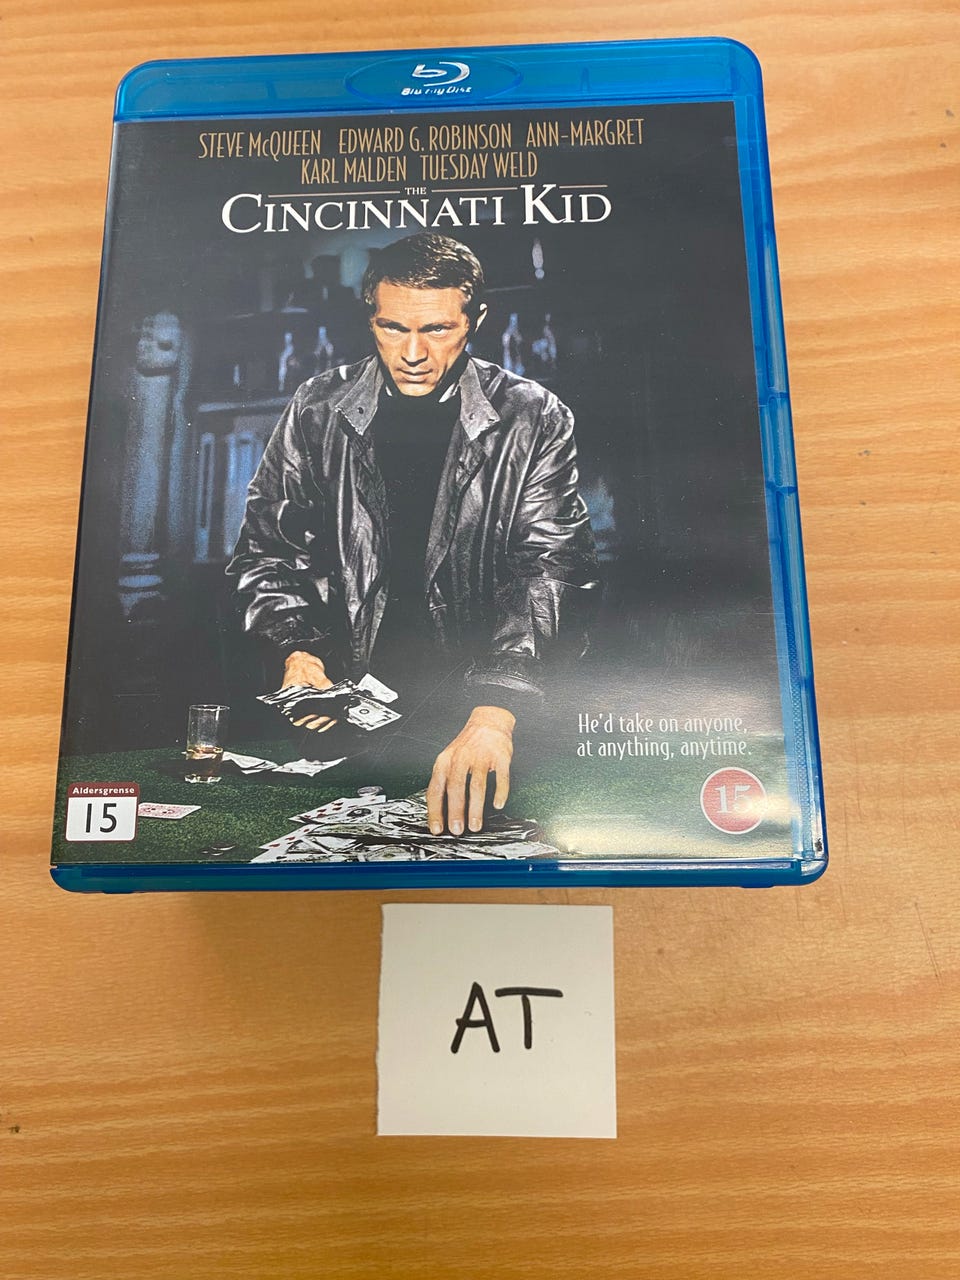 Blu-ray Disc
STEVE McQUEEN EDWARD G. ROBINSON ANN-MARGRET
KARL MALDEN TUESDAY WELD
THE
CINCINNATI KID
He'd take on anyone,
at anything, anytime.
Aldersgrense
15
15
AT